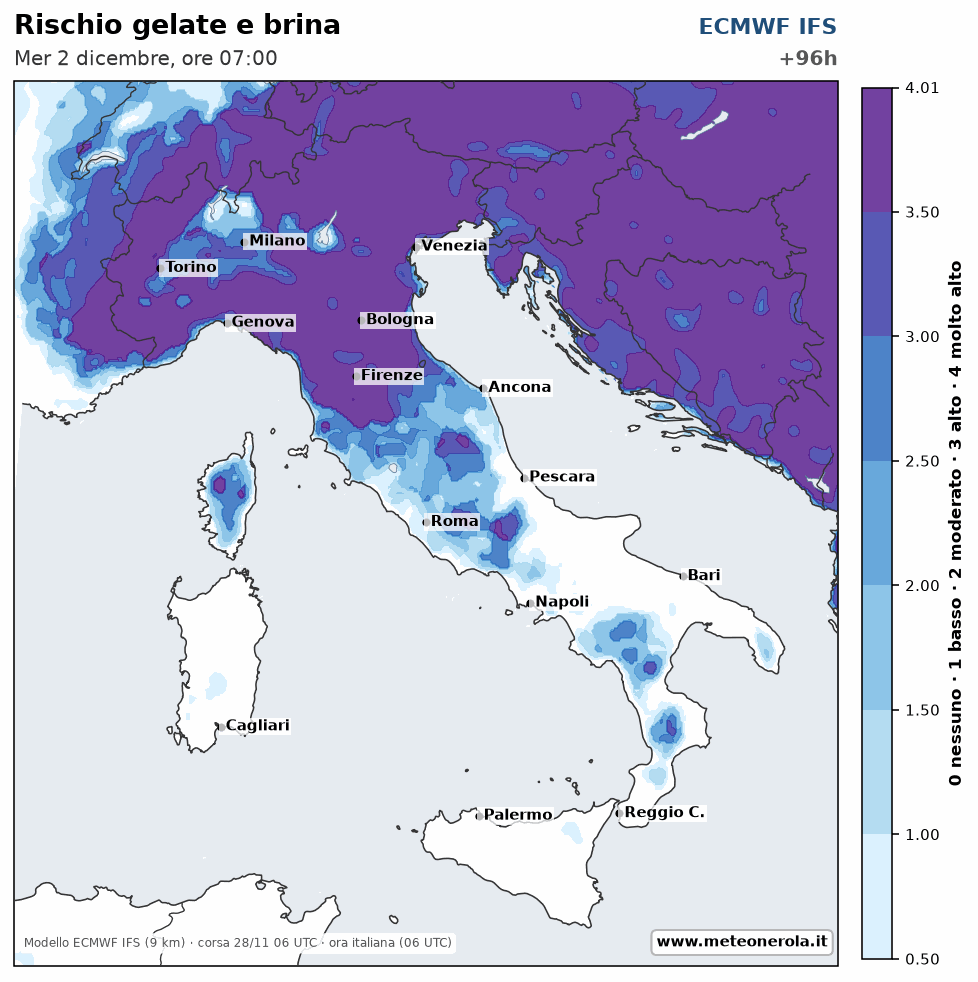 Rischio gelate e brina
ECMWF IFS
Mer 2 dicembre, ore 07:00
+96h
Milano
Venezia
Torino
Genova
Bologna
Firenze
Ancona
Pescara
Roma
Bari
Napoli
Cagliari
Palermo
Reggio C.
4.01
3.50
3.00
2.50
2.00
1.50
1.00
0.50
0 nessuno · 1 basso · 2 moderato · 3 alto · 4 molto alto
Modello ECMWF IFS (9 km) · corsa 28/11 06 UTC · ora italiana (06 UTC)
www.meteonerola.it